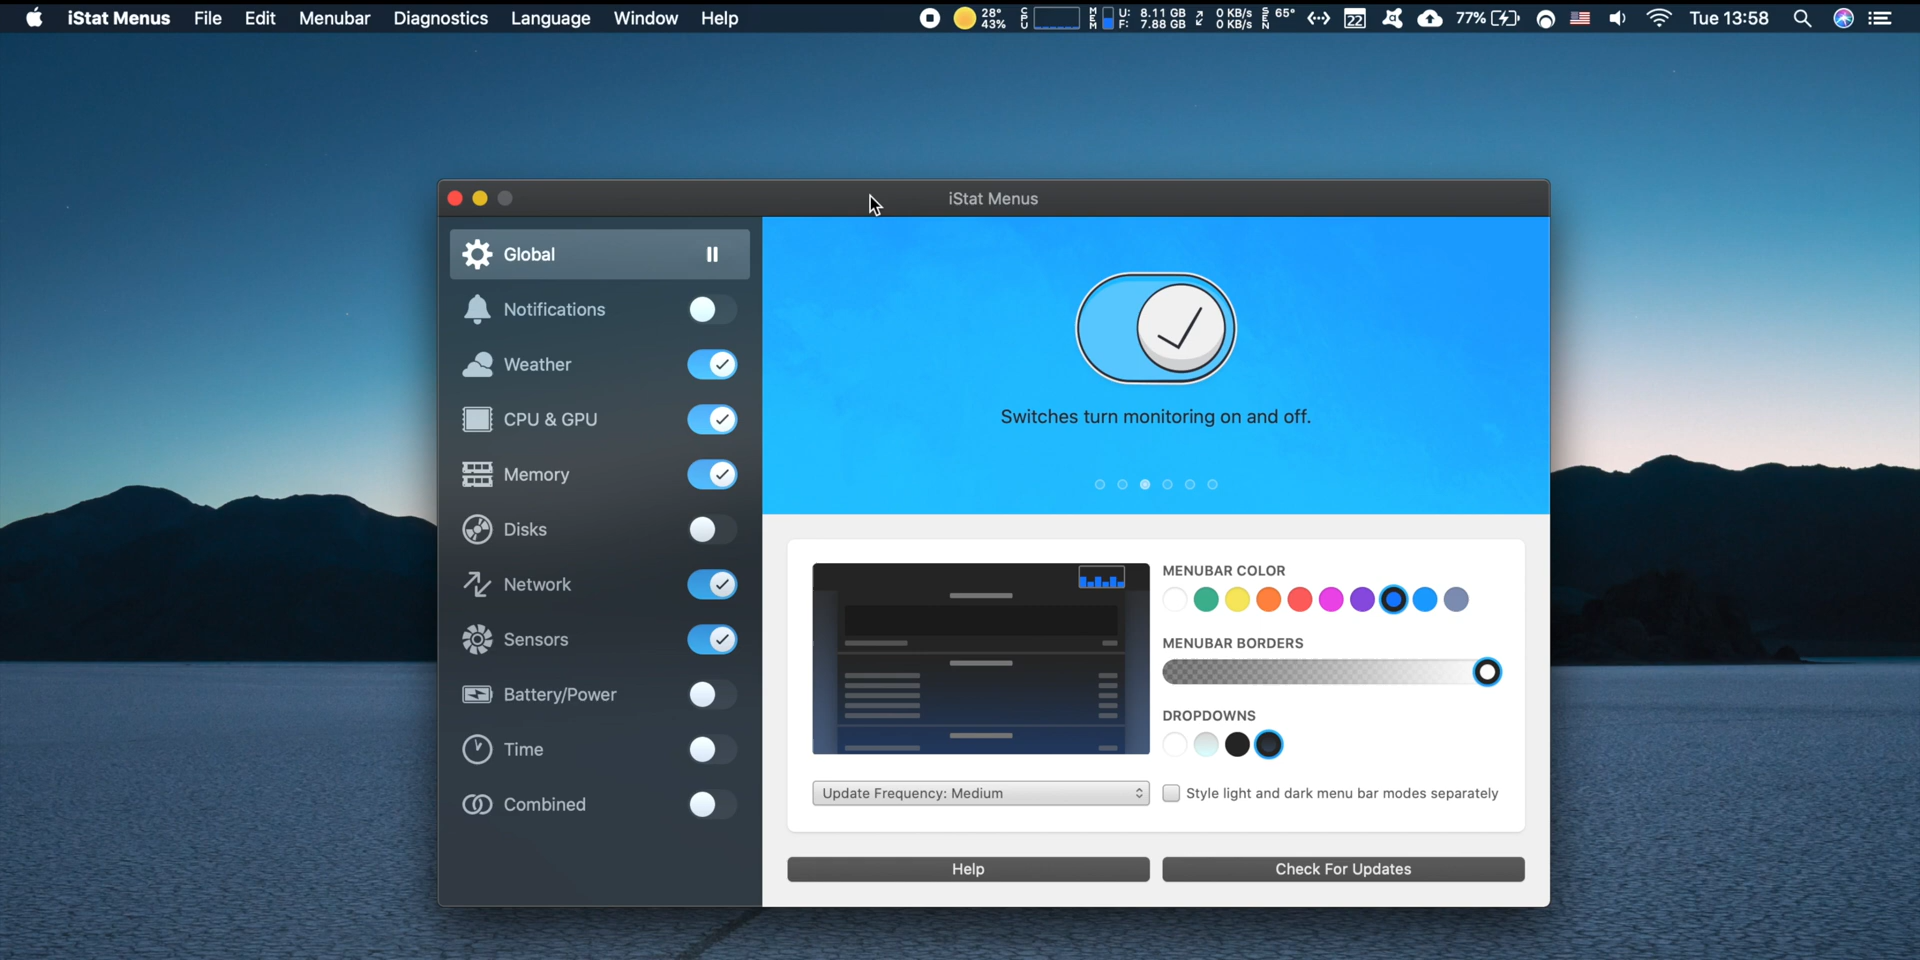 iStat Menus File Edit Menubar Diagnostics Language Window Help
28°
43%
CPU
MEM
U: 8.11 GB
F: 7.88 GB
0 KB/s
0 KB/s
SEN
65°
22
77%
Tue 13:58
iStat Menus
Global
Notifications
Weather
CPU & GPU
Memory
Disks
Network
Sensors
Battery/Power
Time
Combined
Switches turn monitoring on and off.
MENUBAR COLOR
MENUBAR BORDERS
DROPDOWNS
Update Frequency: Medium
Style light and dark menu bar modes separately
Help
Check For Updates